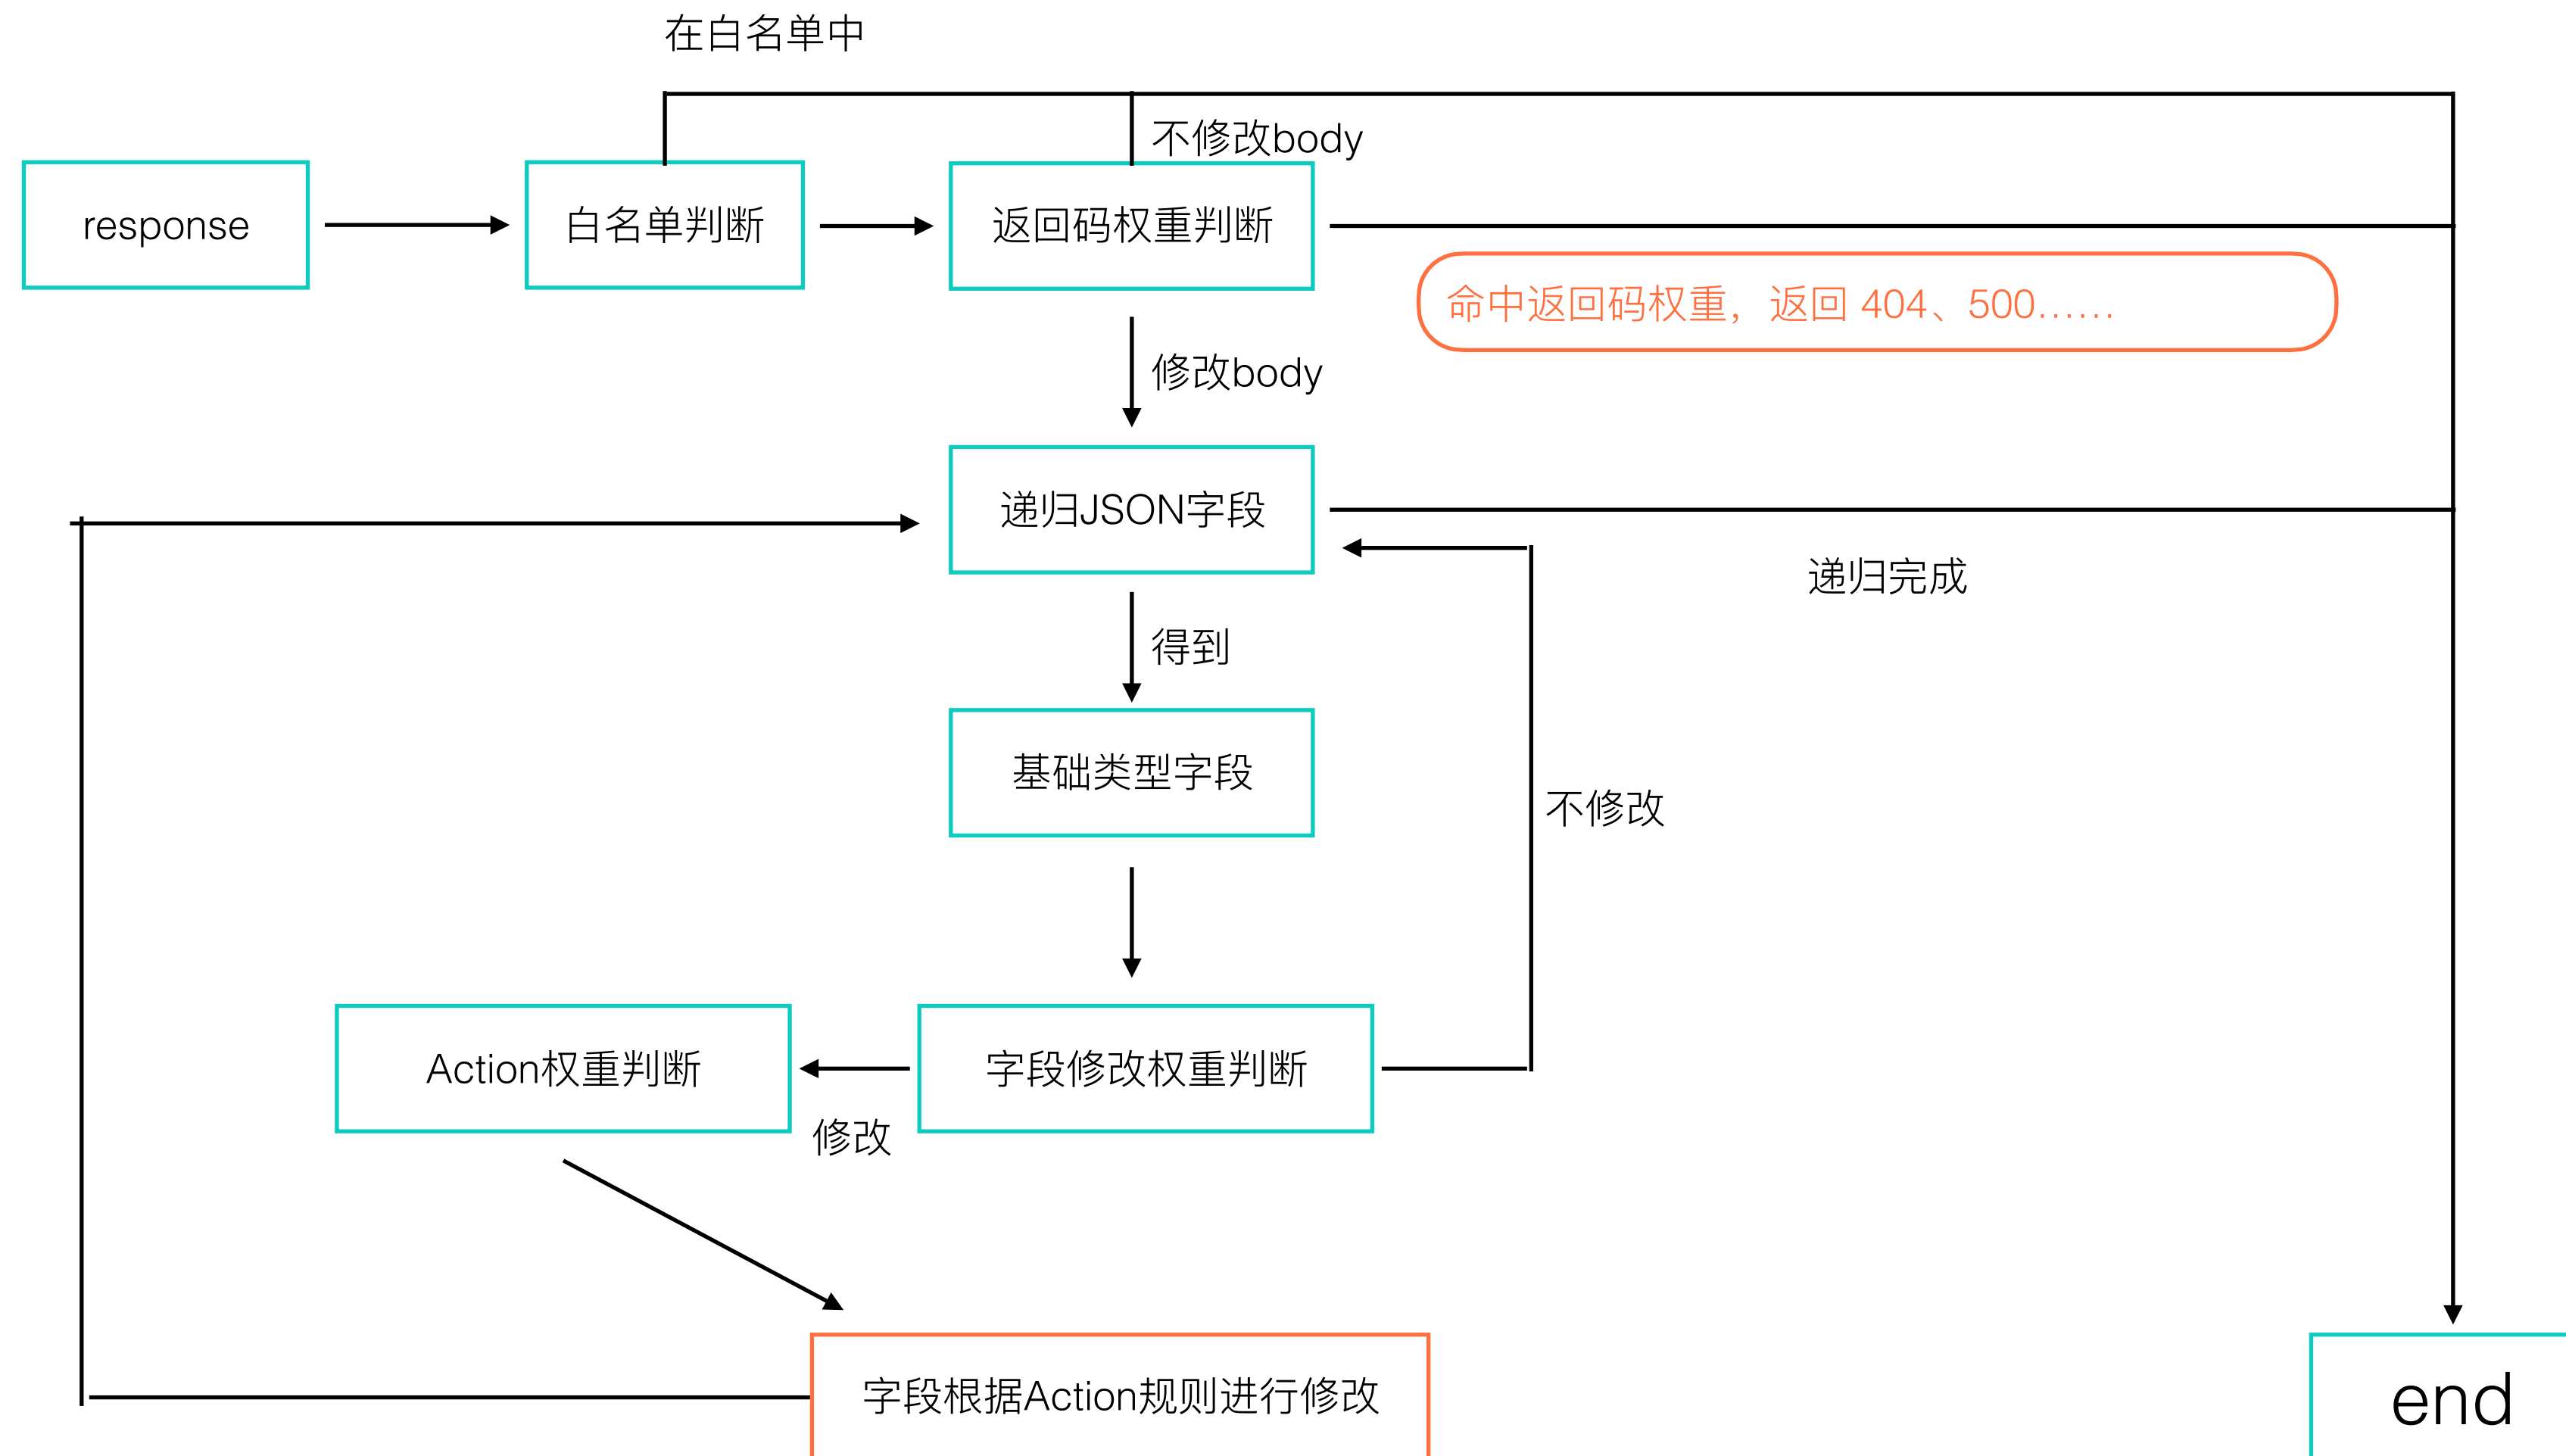 在白名单中
不修改body
response
白名单判断
返回码权重判断
命中返回码权重，返回 404、500......
修改body
递归JSON字段
递归完成
得到
基础类型字段
不修改
Action权重判断
字段修改权重判断
修改
字段根据Action规则进行修改
end